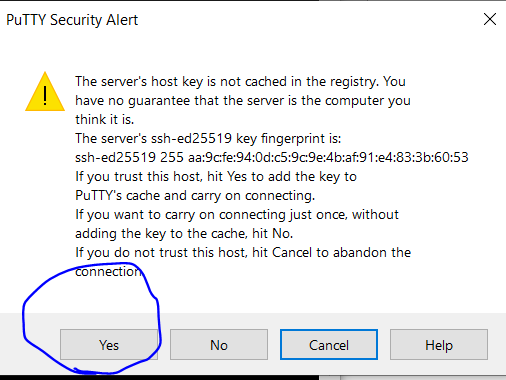 PuTTY Security Alert
The server's host key is not cached in the registry. You
have no guarantee that the server is the computer you
think it is.
The server's ssh-ed25519 key fingerprint is:
ssh-ed25519 255 aa:9c:fe:94:0d:c5:9c:9e:4b:af:91:e4:83:3b:60:53
If you trust this host, hit Yes to add the key to
PuTTY's cache and carry on connecting.
If you want to carry on connecting just once, without
adding the key to the cache, hit No.
If you do not trust this host, hit Cancel to abandon the
connection.
Yes No Cancel Help